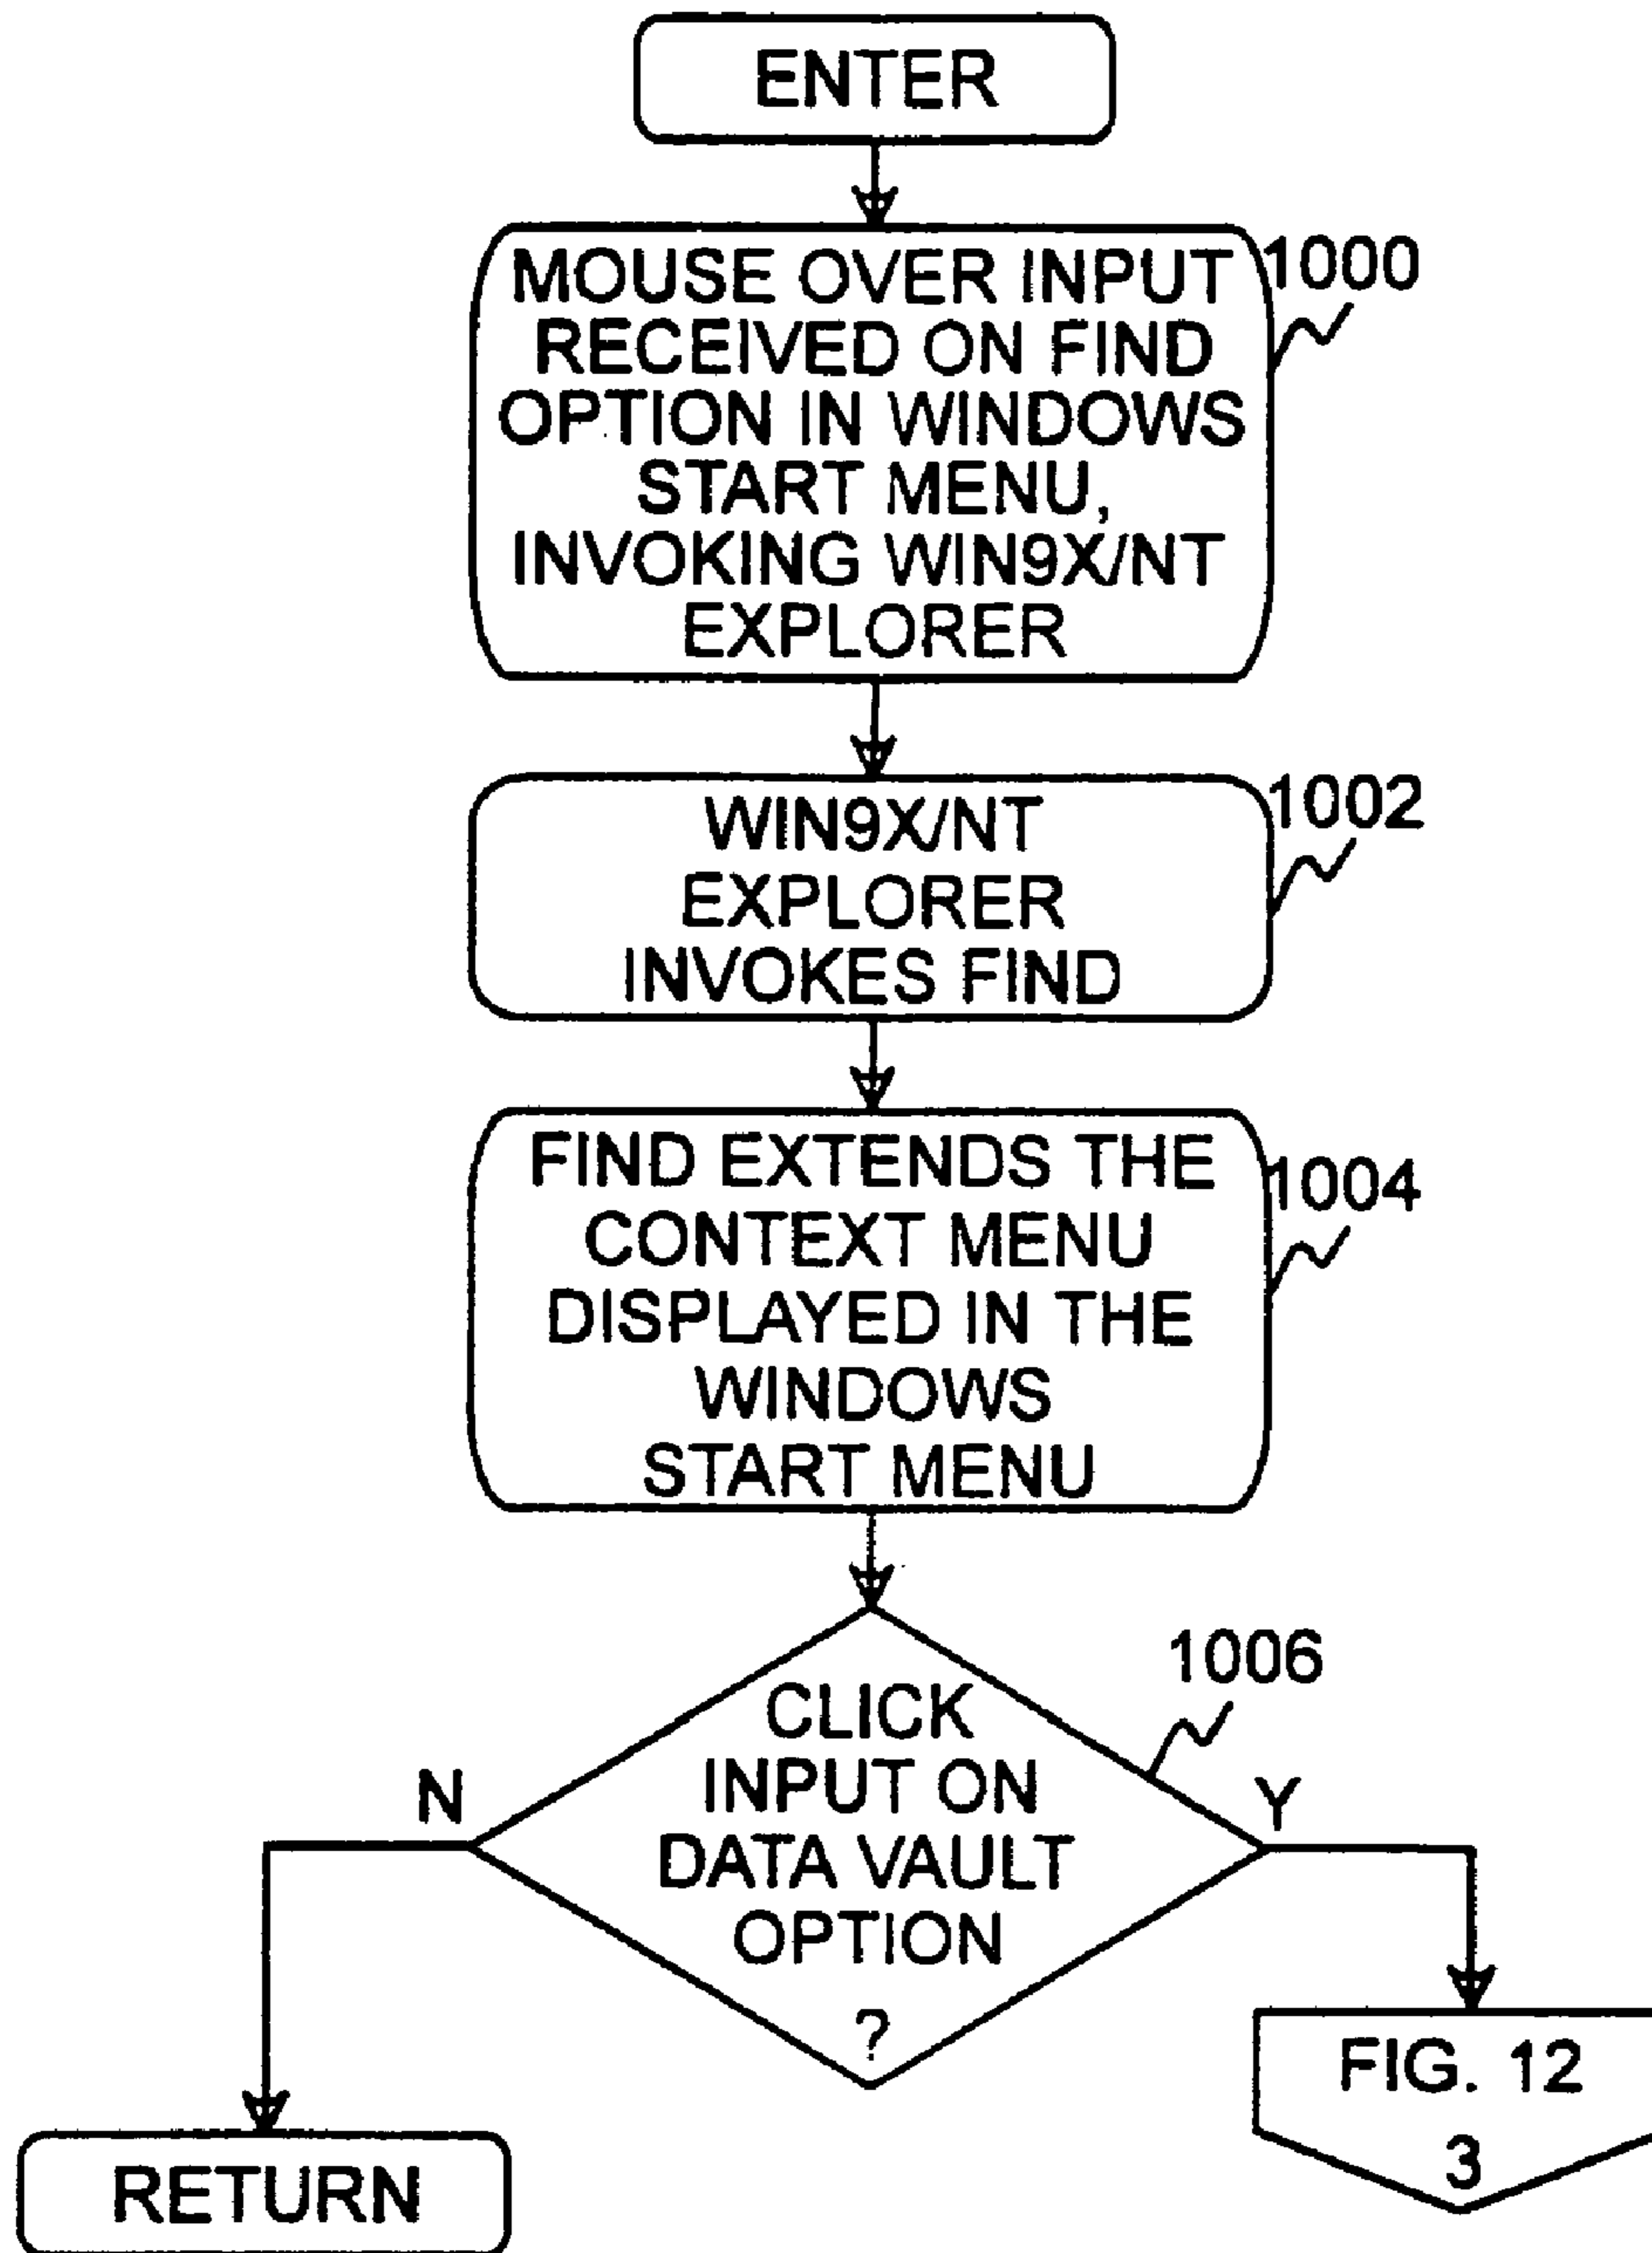 ENTER
MOUSE OVER INPUT
RECEIVED ON FIND
OPTION IN WINDOWS
START MENU,
INVOKING WIN9X/NT
EXPLORER
1000
WIN9X/NT
EXPLORER
INVOKES FIND
1002
FIND EXTENDS THE
CONTEXT MENU
DISPLAYED IN THE
WINDOWS
START MENU
1004
CLICK
INPUT ON
DATA VAULT
OPTION
?
1006
N
Y
RETURN
FIG. 12
3